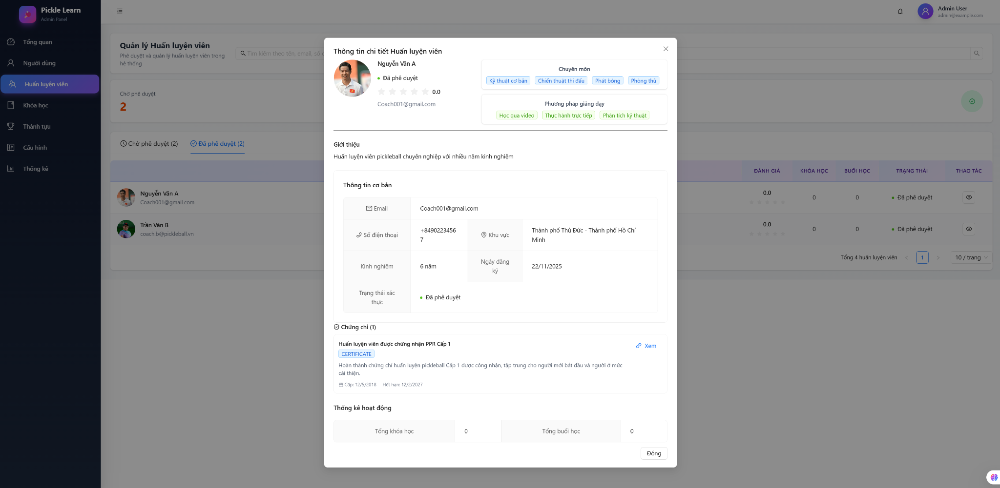 Pickle Learn
Admin Panel
Tổng quan
Người dùng
Huấn luyện viên
Khóa học
Thành tựu
Cấu hình
Thống kê
Admin User
admin@example.com
Quản lý Huấn luyện viên
Phê duyệt và quản lý huấn luyện viên trong
hệ thống
Tìm kiếm theo tên, email, số
Chờ phê duyệt
2
Chờ phê duyệt (2)
Đã phê duyệt (2)
ĐÁNH GIÁ KHÓA HỌC BUỔI HỌC TRẠNG THÁI THAO TÁC
Nguyễn Văn A
Coach001@gmail.com
0.0
0
0
Đã phê duyệt
Trần Văn B
coach.b@pickleball.vn
0.0
0
0
Đã phê duyệt
Tổng 4 huấn luyện viên
1
10 / trang
Thông tin chi tiết Huấn luyện viên
Nguyễn Văn A
Đã phê duyệt
0.0
Coach001@gmail.com
Chuyên môn
Kỹ thuật cơ bản Chiến thuật thi đấu Phát bóng Phòng thủ
Phương pháp giảng dạy
Học qua video Thực hành trực tiếp Phân tích kỹ thuật
Giới thiệu
Huấn luyện viên pickleball chuyên nghiệp với nhiều năm kinh nghiệm
Thông tin cơ bản
Email
Coach001@gmail.com
Số điện thoại
+8490223456
7
Khu vực
Thành phố Thủ Đức - Thành phố Hồ Chí
Minh
Kinh nghiệm
6 năm
Ngày đăng
ký
22/11/2025
Trạng thái xác
thực
Đã phê duyệt
Chứng chỉ (1)
Huấn luyện viên được chứng nhận PPR Cấp 1
CERTIFICATE
Xem
Hoàn thành chứng chỉ huấn luyện pickleball Cấp 1 được công nhận, tập trung cho người mới bắt đầu và người ở mức
cải thiện.
Cấp: 12/5/2018 Hết hạn: 12/2/2027
Thống kê hoạt động
Tổng khóa học
0
Tổng buổi học
0
Đóng